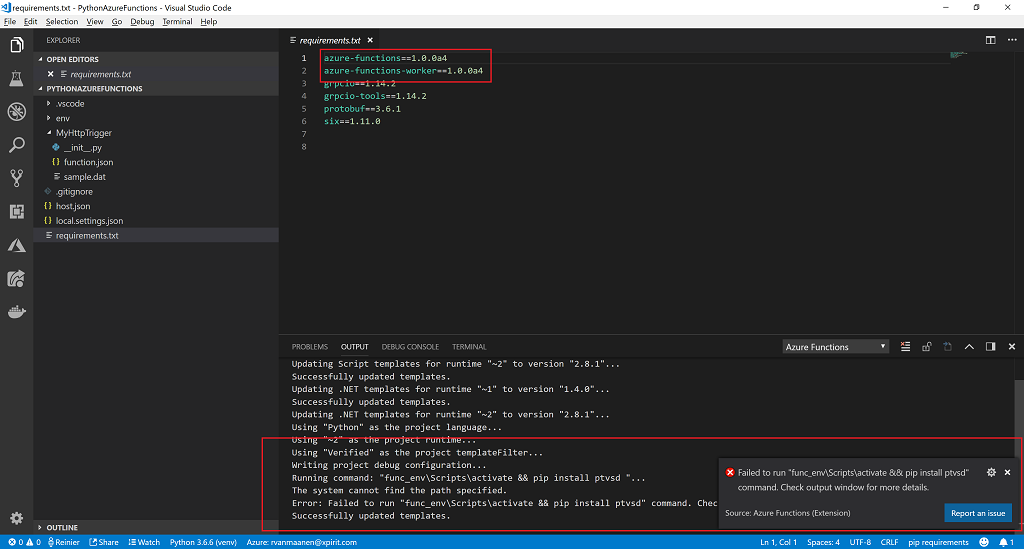 requirements.txt - PythonAzureFunctions - Visual Studio Code
File Edit Selection View Go Debug Terminal Help
EXPLORER
OPEN EDITORS
requirements.txt
PYTHONAZUREFUNCTIONS
.vscode
env
MyHttpTrigger
__init__.py
{} function.json
sample.dat
.gitignore
{} host.json
{} local.settings.json
requirements.txt
OUTLINE
requirements.txt
1 azure-functions==1.0.0a4
2 azure-functions-worker==1.0.0a4
3 grpcio==1.14.2
4 grpcio-tools==1.14.2
5 protobuf==3.6.1
6 six==1.11.0
7
8
PROBLEMS OUTPUT DEBUG CONSOLE TERMINAL
Azure Functions
Updating Script templates for runtime "~2" to version "2.8.1"...
Successfully updated templates.
Updating .NET templates for runtime "~1" to version "1.4.0"...
Successfully updated templates.
Updating .NET templates for runtime "~2" to version "2.8.1"...
Using "Python" as the project language...
Using "~2" as the project runtime...
Using "Verified" as the project templateFilter...
Writing project debug configuration...
Running command: "func_env\Scripts\activate && pip install ptvsd "...
The system cannot find the path specified.
Error: Failed to run "func_env\Scripts\activate && pip install ptvsd" command. Chec
Successfully updated templates.
Failed to run "func_env\Scripts\activate && pip install ptvsd"
command. Check output window for more details.
Source: Azure Functions (Extension)
Report an issue
0 0 Reinier Share Watch Python 3.6.6 (venv) Azure: rvanmaanen@xpirit.com
Ln 1, Col 1 Spaces: 4 UTF-8 CRLF pip requirements 1